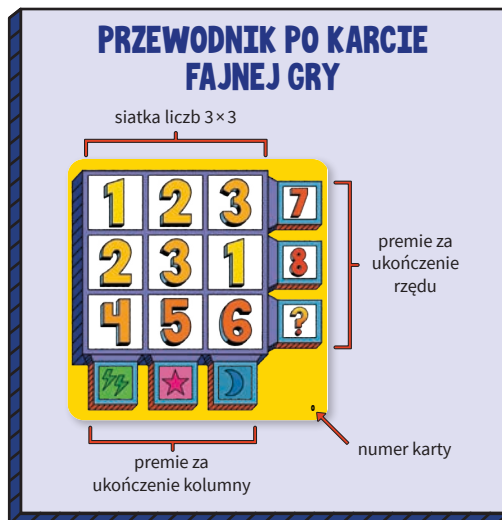 PRZEWODNIK PO KARCIE
FAJNEJ GRY
siatka liczb 3×3
1 2 3 7
2 3 1 8
4 5 6 ?
premie za
ukończenie
rzędu
premie za
ukończenie kolumny
numer karty